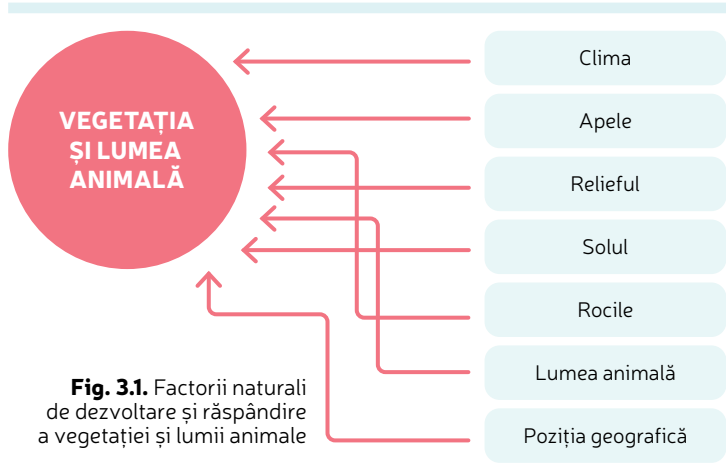 VEGETAȚIA
ȘI LUMEA
ANIMALĂ
Clima
Apele
Relieful
Solul
Rocile
Lumea animală
Poziția geografică
Fig. 3.1. Factorii naturali
de dezvoltare și răspândire
a vegetației și lumii animale